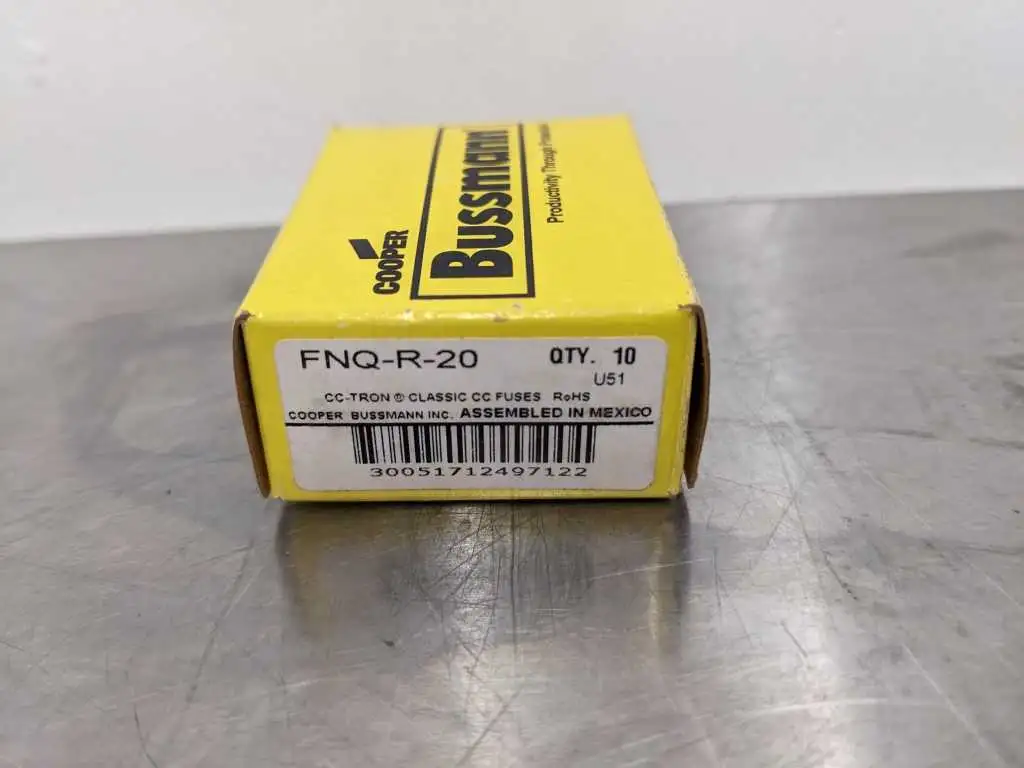 COOPER
Bussmann
Productivity Through
FNQ-R-20 QTY. 10
U51
CC-TRON ® CLASSIC CC FUSES RoHS
COOPER BUSSMANN INC. ASSEMBLED IN MEXICO
30051712497122